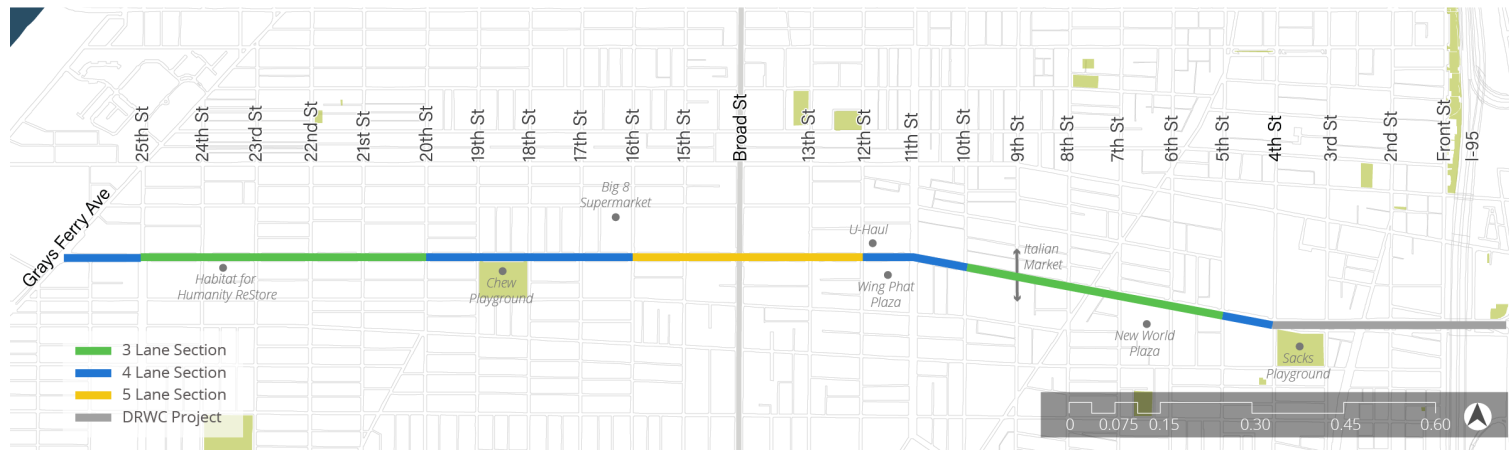 25th St
24th St
23rd St
22nd St
21st St
20th St
19th St
18th St
17th St
16th St
15th St
Broad St
13th St
12th St
11th St
10th St
9th St
8th St
7th St
6th St
5th St
4th St
3rd St
2nd St
Front St
I-95
Grays Ferry Ave
Big 8
Supermarket
U-Haul
Italian
Market
Habitat for
Humanity ReStore
Chew
Playground
Wing Phat
Plaza
New World
Plaza
Sacks
Playground
3 Lane Section
4 Lane Section
5 Lane Section
DRWC Project
0 0.075 0.15 0.30 0.45 0.60